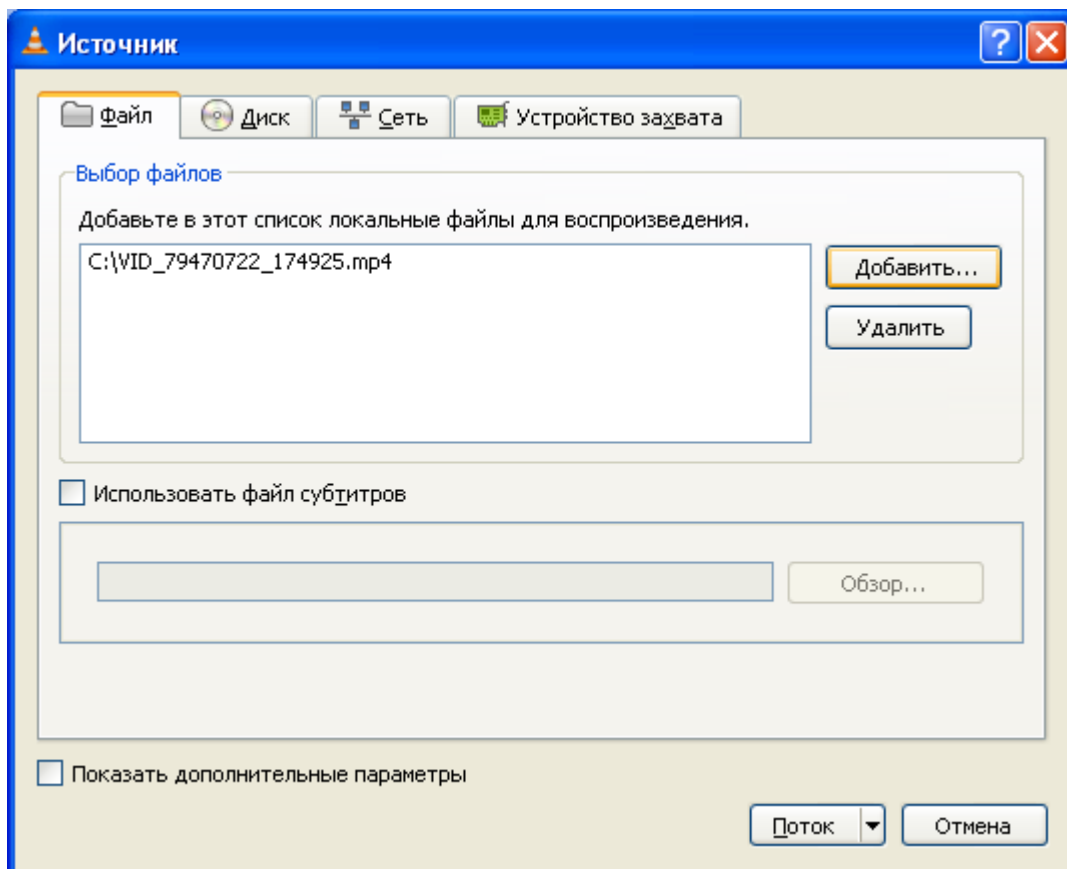 Источник
Файл Диск Сеть Устройство захвата
Выбор файлов
Добавьте в этот список локальные файлы для воспроизведения.
C:\VID_79470722_174925.mp4
Добавить...
Удалить
Использовать файл субтитров
Обзор...
Показать дополнительные параметры
Поток Отмена